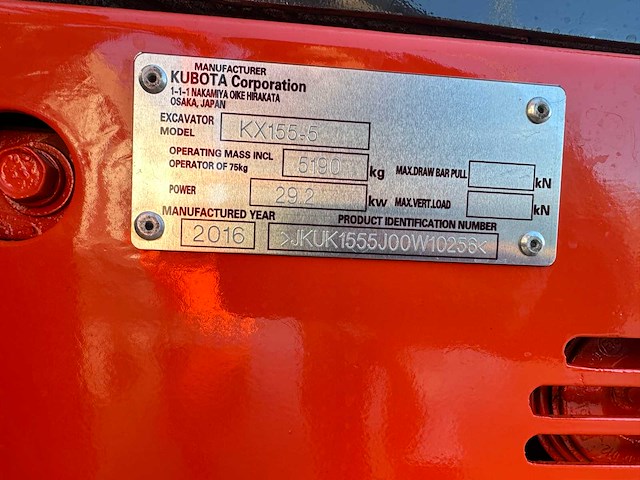 MANUFACTURER
KUBOTA Corporation
1-1-1 NAKAMIYA OIKE HIRAKATA
OSAKA, JAPAN
EXCAVATOR MODEL KX155-5
OPERATING MASS INCL OPERATOR OF 75kg 5190 kg MAX.DRAW BAR PULL kN
POWER 29.2 kw MAX.VERT.LOAD kN
MANUFACTURED YEAR PRODUCT IDENTIFICATION NUMBER
2016 >JKUK1555J00W10256<